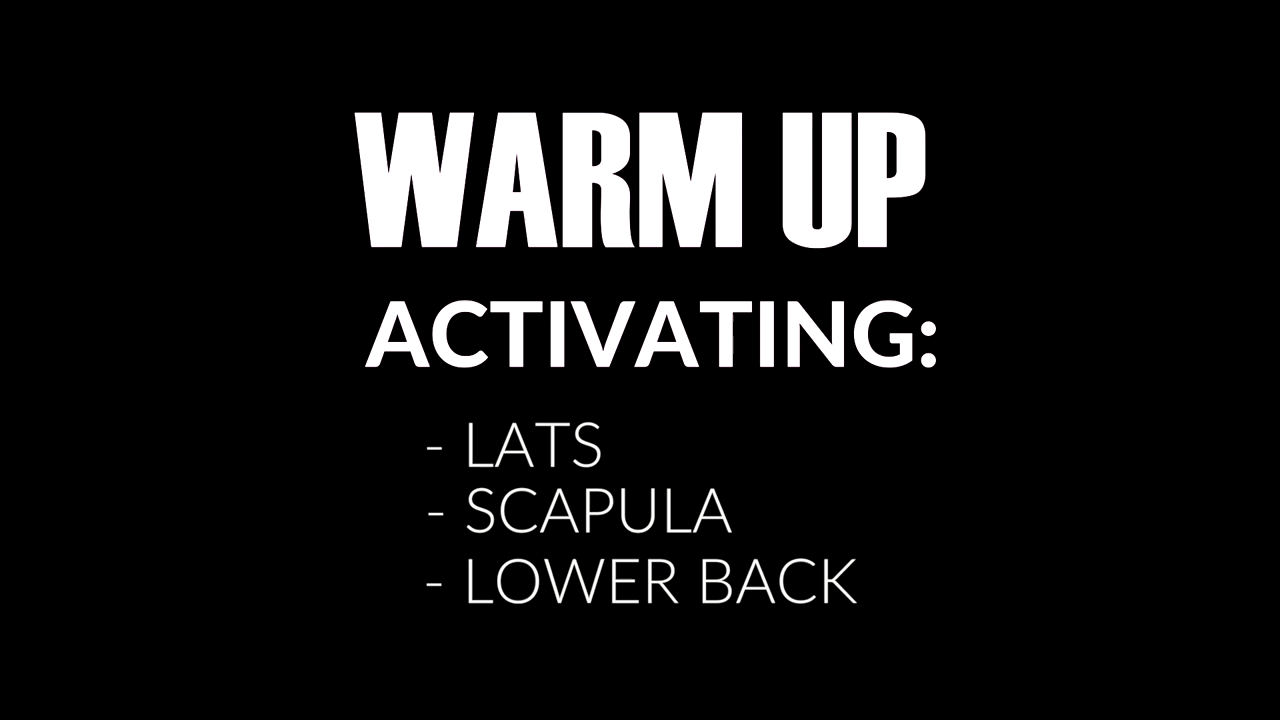 WARM UP
ACTIVATING:
- LATS
- SCAPULA
- LOWER BACK